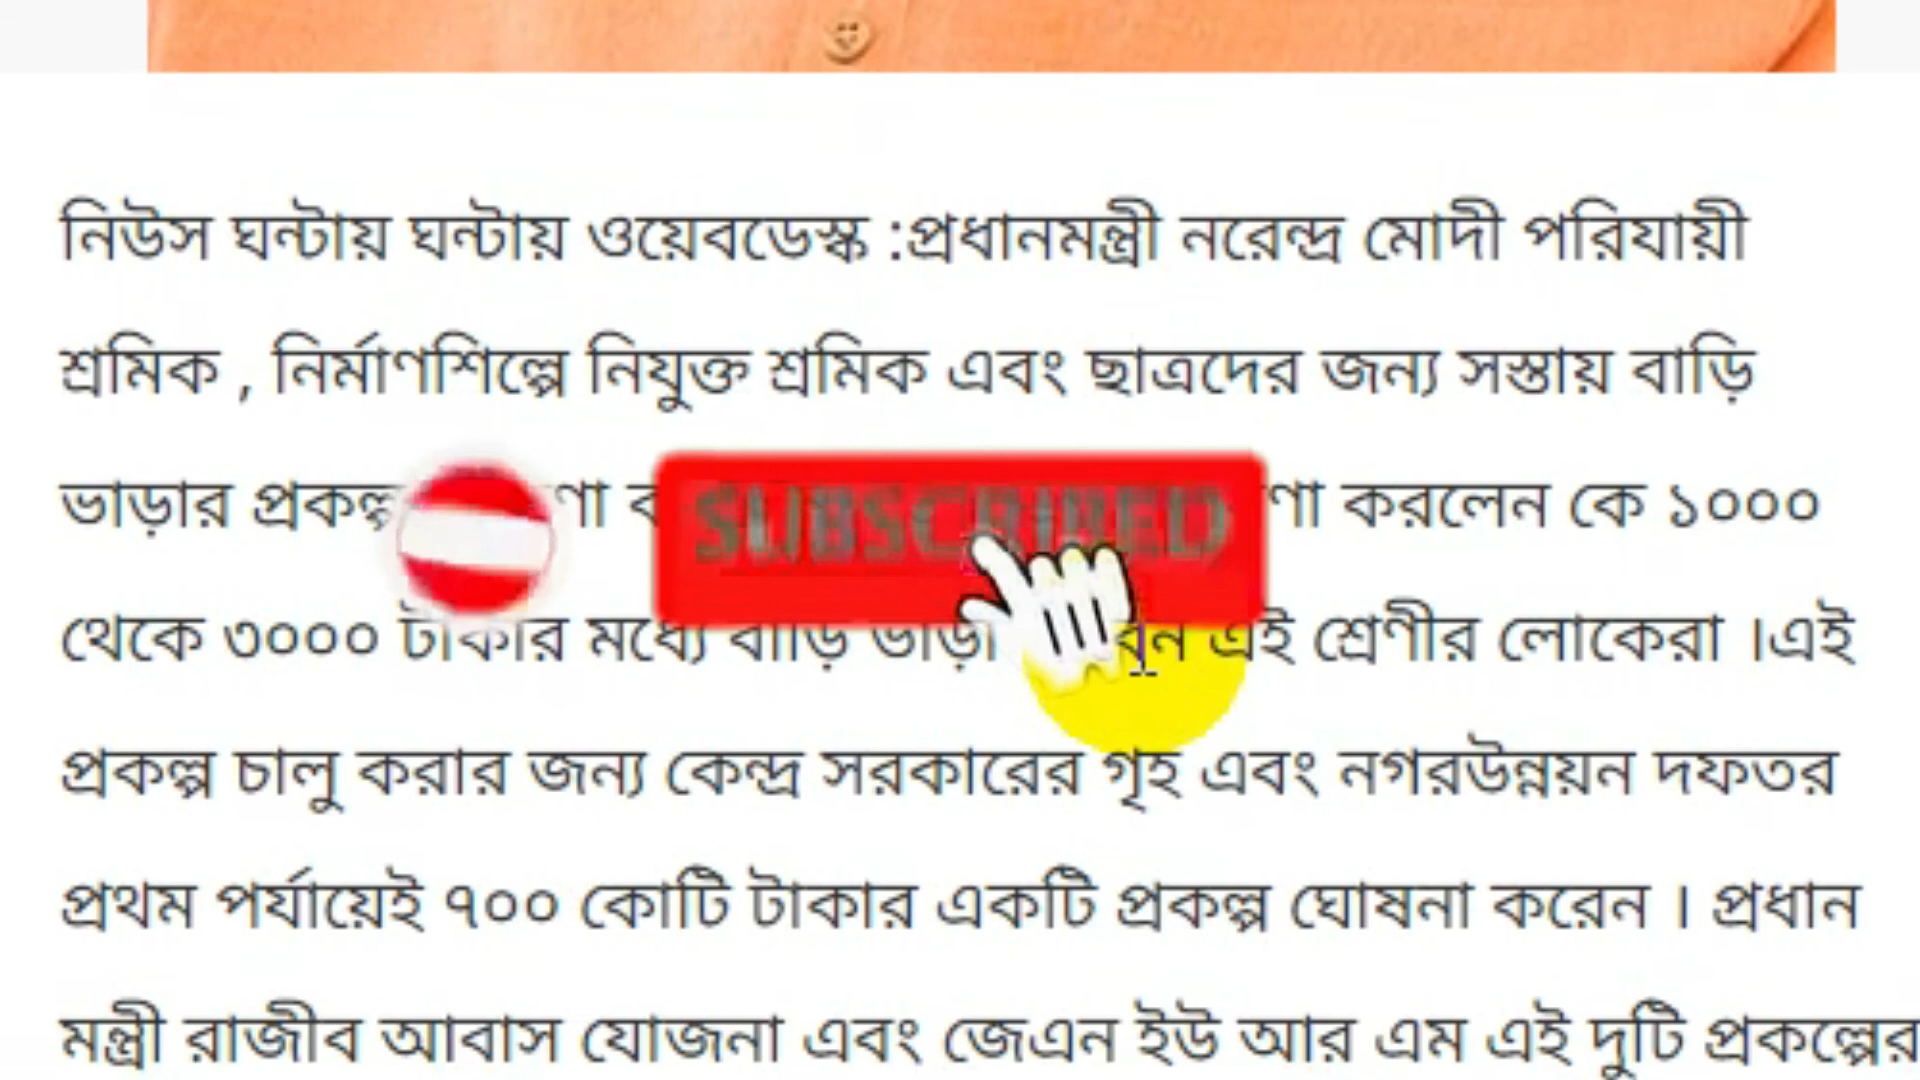 নিউস ঘন্টায় ঘন্টায় ওয়েবডেস্ক :প্রধানমন্ত্রী নরেন্দ্র মোদী পরিযায়ী
শ্রমিক , নির্মাণশিল্পে নিযুক্ত শ্রমিক এবং ছাত্রদের জন্য সস্তায় বাড়ি
ভাড়ার প্রকল্প করলেন কে ১০০০
SUBSCRIBED
থেকে ৩০০০ টাকার মধ্যে বাড়ি ভাড়া এই শ্রেণীর লোকেরা ।এই
প্রকল্প চালু করার জন্য কেন্দ্র সরকারের গৃহ এবং নগরউন্নয়ন দফতর
প্রথম পর্যায়েই ৭০০ কোটি টাকার একটি প্রকল্প ঘোষনা করেন । প্রধান
মন্ত্রী রাজীব আবাস যোজনা এবং জেএন ইউ আর এম এই দুটি প্রকল্পের